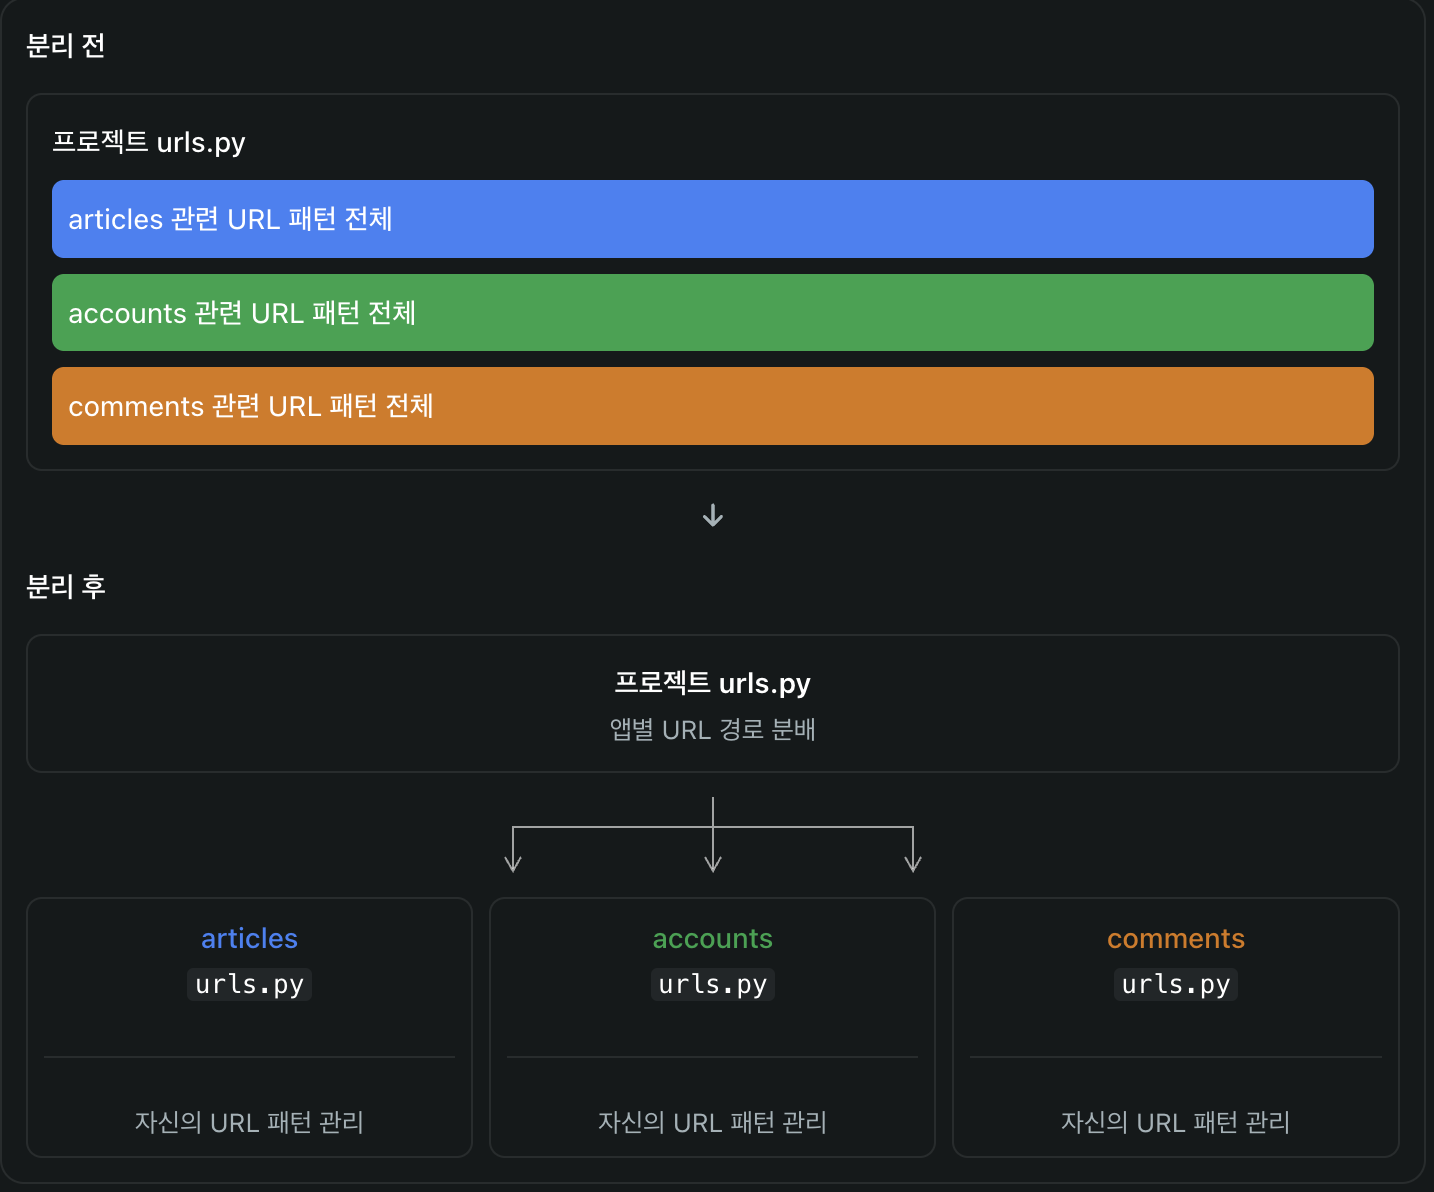 분리 전
프로젝트 urls.py
articles 관련 URL 패턴 전체
accounts 관련 URL 패턴 전체
comments 관련 URL 패턴 전체
분리 후
프로젝트 urls.py
앱별 URL 경로 분배
articles
urls.py
자신의 URL 패턴 관리
accounts
urls.py
자신의 URL 패턴 관리
comments
urls.py
자신의 URL 패턴 관리